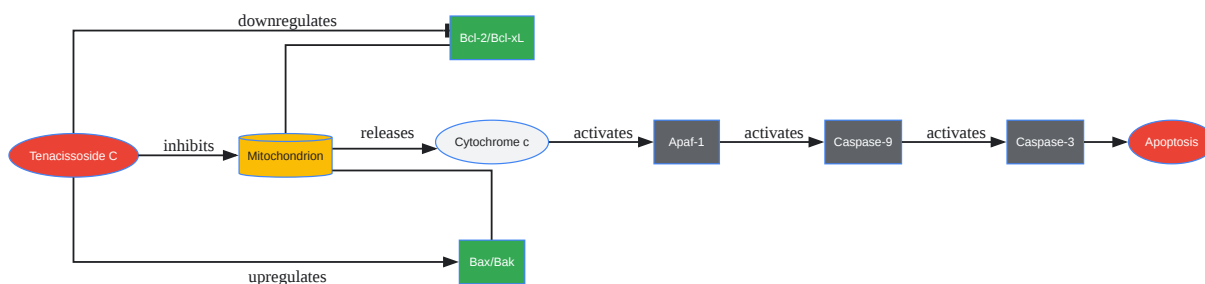 downregulates
Bcl-2/Bcl-xL
Tenacissoside C
inhibits
Mitochondrion
releases
Cytochrome c
activates
Apaf-1
activates
Caspase-9
activates
Caspase-3
Apoptosis
Bax/Bak
upregulates